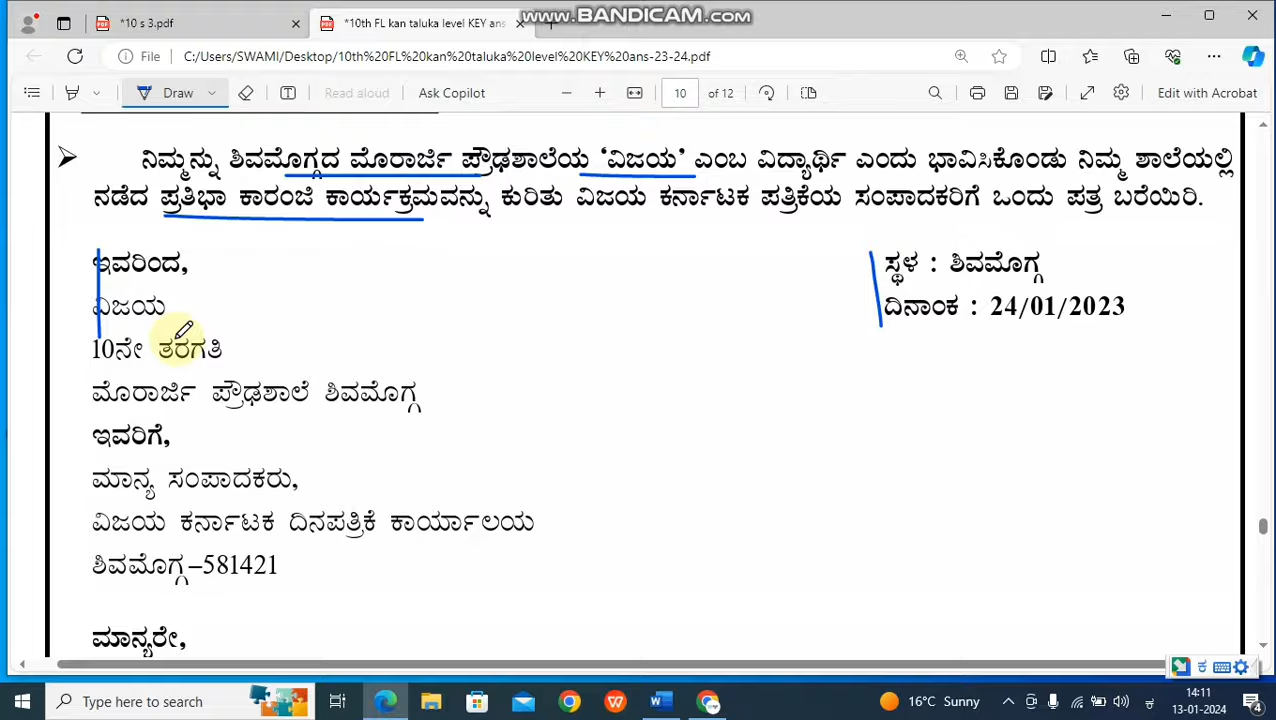 www.BANDICAM.com
*10 s 3.pdf
*10th FL kan taluka level KEY ans
File
C:/Users/SWAMI/Desktop/10th%20FL%20kan%20taluka%20level%20KEY%20ans-23-24.pdf
Draw
Read aloud
Ask Copilot
10 of 12
Edit with Acrobat
ನಿಮ್ಮನ್ನು ಶಿವಮೊಗ್ಗದ ಮೊರಾರ್ಜಿ ಪ್ರೌಢಶಾಲೆಯ ‘ವಿಜಯ’ ಎಂಬ ವಿದ್ಯಾರ್ಥಿ ಎಂದು ಭಾವಿಸಿಕೊಂಡು ನಿಮ್ಮ ಶಾಲೆಯಲ್ಲಿ
ನಡೆದ ಪ್ರತಿಭಾ ಕಾರಂಜಿ ಕಾರ್ಯಕ್ರಮವನ್ನು ಕುರಿತು ವಿಜಯ ಕರ್ನಾಟಕ ಪತ್ರಿಕೆಯ ಸಂಪಾದಕರಿಗೆ ಒಂದು ಪತ್ರ ಬರೆಯಿರಿ.
ಇವರಿಂದ,
ಸ್ಥಳ : ಶಿವಮೊಗ್ಗ
ವಿಜಯ
ದಿನಾಂಕ : 24/01/2023
10ನೇ ತರಗತಿ
ಮೊರಾರ್ಜಿ ಪ್ರೌಢಶಾಲೆ ಶಿವಮೊಗ್ಗ
ಇವರಿಗೆ,
ಮಾನ್ಯ ಸಂಪಾದಕರು,
ವಿಜಯ ಕರ್ನಾಟಕ ದಿನಪತ್ರಿಕೆ ಕಾರ್ಯಾಲಯ
ಶಿವಮೊಗ್ಗ–581421
ಮಾನ್ಯರೇ,
Type here to search
16°C Sunny
14:11
13-01-2024
4